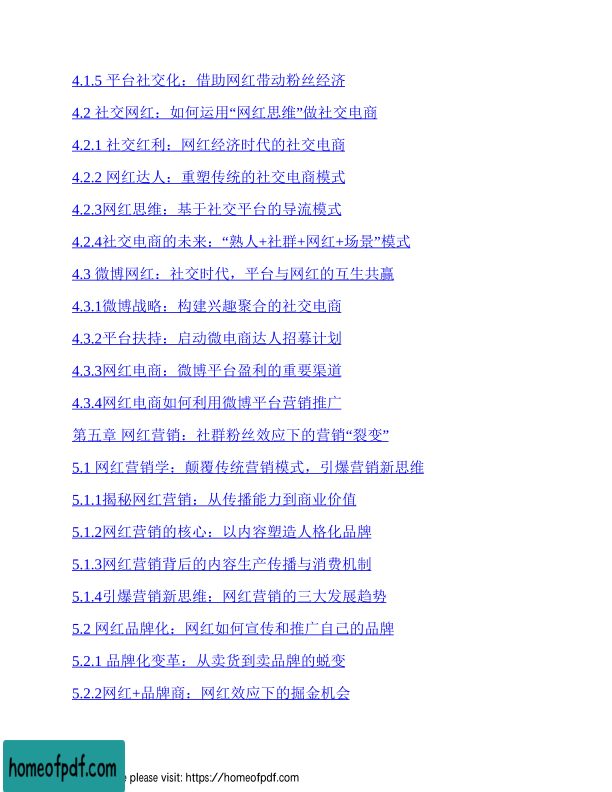 4.1.5 平台社交化：借助网红带动粉丝经济
4.2 社交网红：如何运用“网红思维”做社交电商
4.2.1 社交红利：网红经济时代的社交电商
4.2.2 网红达人：重塑传统的社交电商模式
4.2.3网红思维：基于社交平台的导流模式
4.2.4社交电商的未来：“熟人+社群+网红+场景”模式
4.3 微博网红：社交时代，平台与网红的互生共赢
4.3.1微博战略：构建兴趣聚合的社交电商
4.3.2平台扶持：启动微电商达人招募计划
4.3.3网红电商：微博平台盈利的重要渠道
4.3.4网红电商如何利用微博平台营销推广
第五章 网红营销：社群粉丝效应下的营销“裂变”
5.1 网红营销学：颠覆传统营销模式，引爆营销新思维
5.1.1揭秘网红营销：从传播能力到商业价值
5.1.2网红营销的核心：以内容塑造人格化品牌
5.1.3网红营销背后的内容生产传播与消费机制
5.1.4引爆营销新思维：网红营销的三大发展趋势
5.2 网红品牌化：网红如何宣传和推广自己的品牌
5.2.1 品牌化变革：从卖货到卖品牌的蜕变
5.2.2网红+品牌商：网红效应下的掘金机会
homeofpdf.com
please visit: https://homeofpdf.com